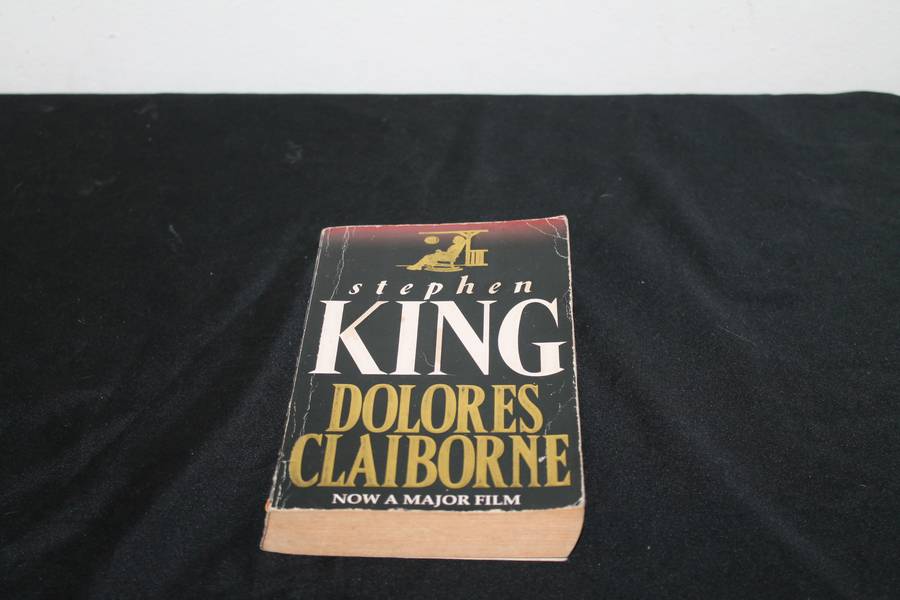 stephen
KING
DOLORES
CLAIBORNE
NOW A MAJOR FILM